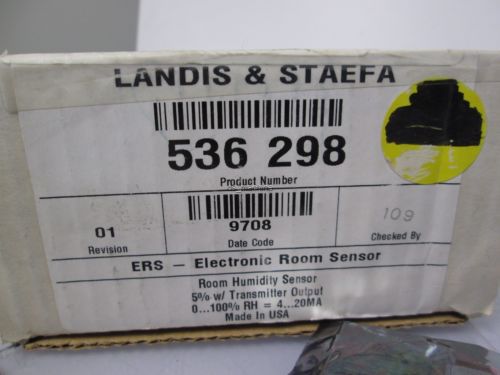 LANDIS & STAEFA
536 298
Product Number
01
Revision
9708
Date Code
109
Checked By
ERS – Electronic Room Sensor
Room Humidity Sensor
5% w/ Transmitter Output
0...100% RH = 4...20MA
Made In USA